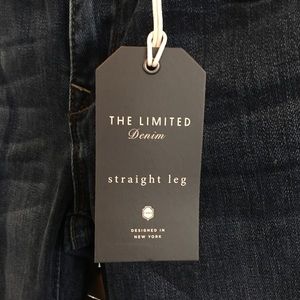 THE LIMITED
Denim
straight leg
DESIGNED IN
NEW YORK